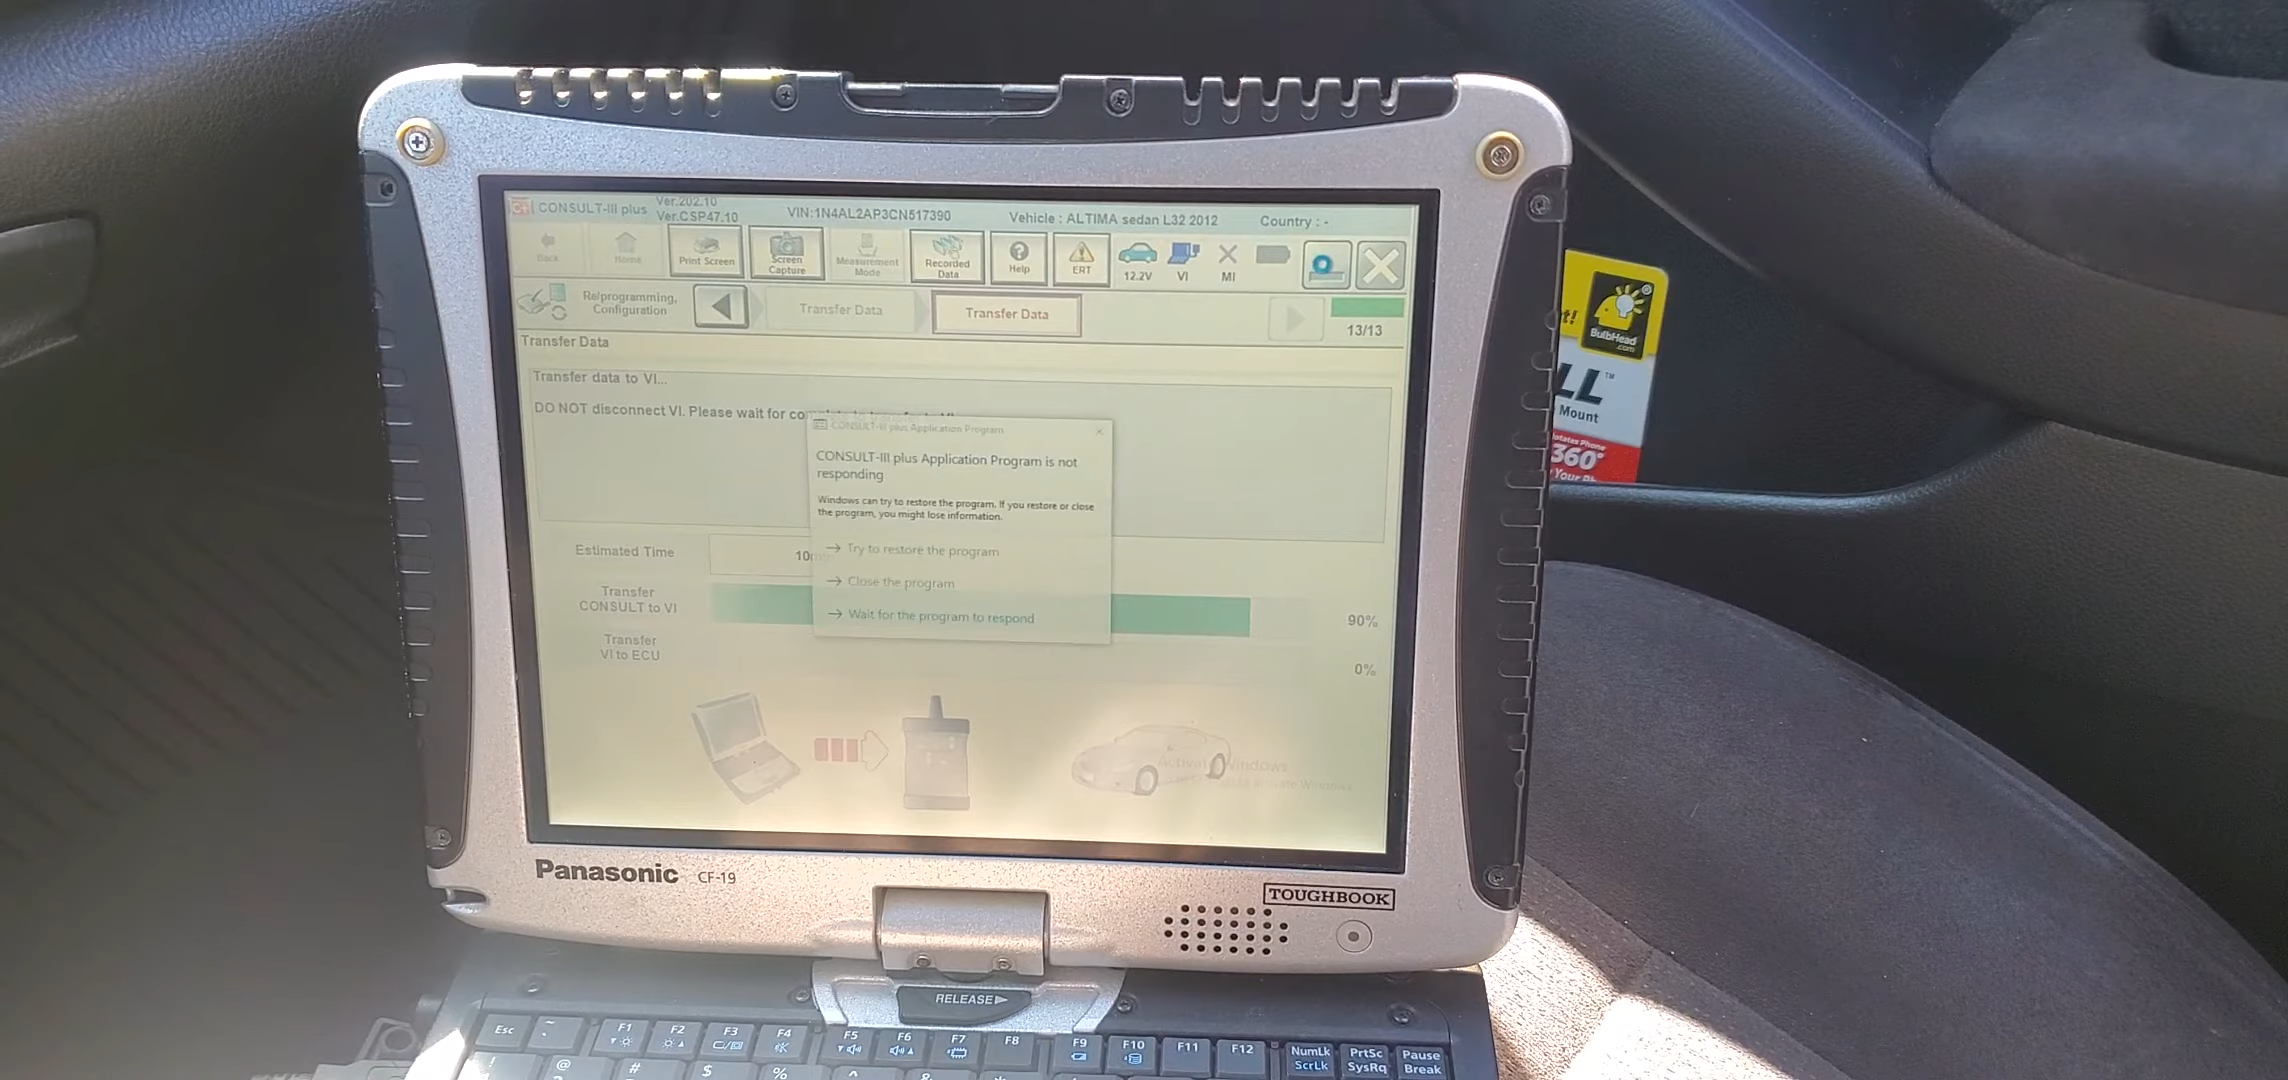 CONSULT-III plus
Ver.202.10
Ver.CSP47.10
VIN:1N4AL2AP3CN517390
Vehicle : ALTIMA sedan L32 2012
Country : -
Back
Home
Print Screen
Screen
Capture
Measurement
Mode
Recorded
Data
Help
ERT
12.2V
VI
MI
Re/programming,
Configuration
Transfer Data
Transfer Data
13/13
Transfer Data
Transfer data to VI...
DO NOT disconnect VI. Please wait for
CONSULT-III plus Application Program
CONSULT-III plus Application Program is not
responding
Windows can try to restore the program. If you restore or close
the program, you might lose information.
→ Try to restore the program
→ Close the program
→ Wait for the program to respond
Estimated Time
10
Transfer
CONSULT to VI
90%
Transfer
VI to ECU
0%
Activate Windows
Panasonic CF-19
TOUGHBOOK
RELEASE
Esc
~
F1
F2
F3
F4
F5
F6
F7
F8
F9
F10
F11
F12
NumLk
ScrLk
PrtSc
SysRq
Pause
Break
!
@
#
$
%
^
&
BulbHead
.com
LL™
Mount
360°
Your